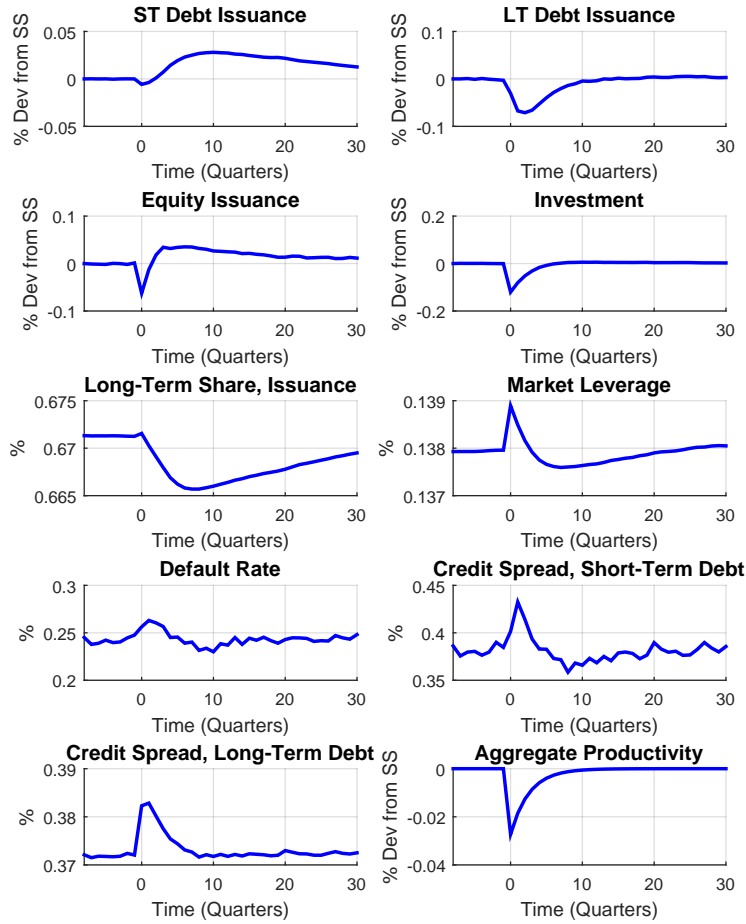 ST Debt Issuance
% Dev from SS
0.05
0
-0.05
0 10 20 30
Time (Quarters)
LT Debt Issuance
% Dev from SS
0.1
0
-0.1
0 10 20 30
Time (Quarters)
Equity Issuance
% Dev from SS
0.1
0
-0.1
0 10 20 30
Time (Quarters)
Investment
% Dev from SS
0.2
0
-0.2
0 10 20 30
Time (Quarters)
Long-Term Share, Issuance
%
0.675
0.67
0.665
0 10 20 30
Time (Quarters)
Market Leverage
%
0.139
0.138
0.137
0 10 20 30
Time (Quarters)
Default Rate
%
0.3
0.25
0.2
0 10 20 30
Time (Quarters)
Credit Spread, Short-Term Debt
%
0.45
0.4
0.35
0 10 20 30
Time (Quarters)
Credit Spread, Long-Term Debt
%
0.39
0.38
0.37
0 10 20 30
Time (Quarters)
Aggregate Productivity
% Dev from SS
0
-0.02
-0.04
0 10 20 30
Time (Quarters)